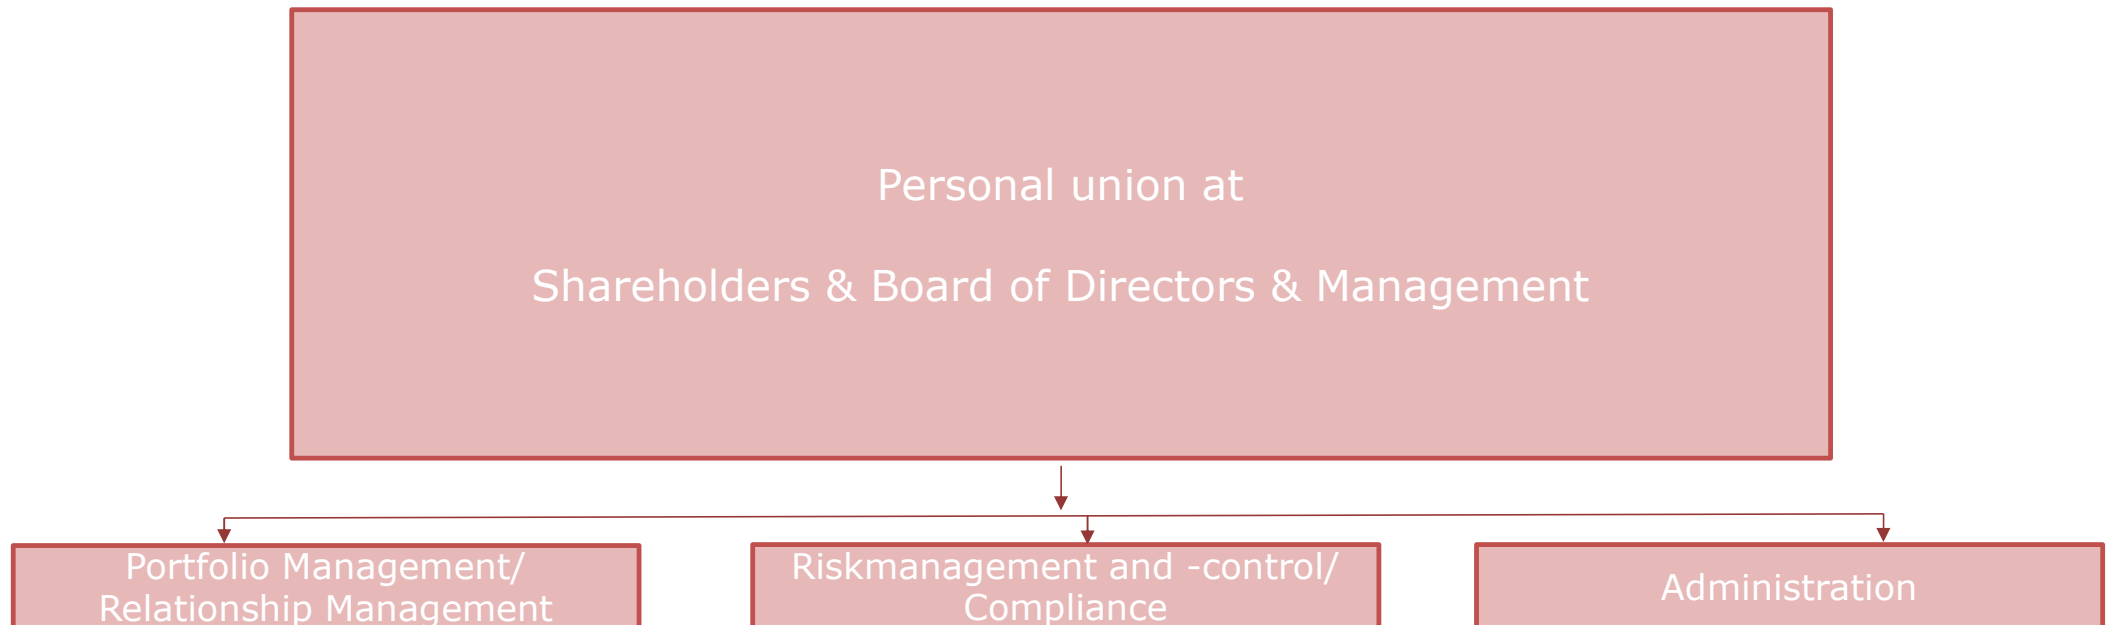 Personal union at
Shareholders & Board of Directors & Management
Portfolio Management/
Relationship Management
Riskmanagement and -control/
Compliance
Administration